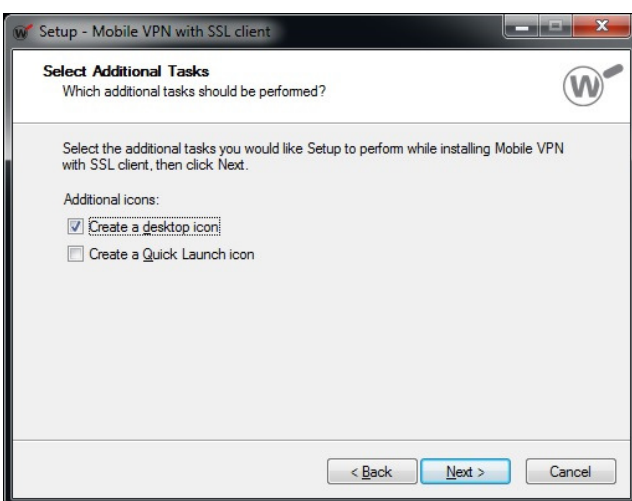 Setup - Mobile VPN with SSL client
Select Additional Tasks
Which additional tasks should be performed?
Select the additional tasks you would like Setup to perform while installing Mobile VPN
with SSL client, then click Next.
Additional icons:
Create a desktop icon
Create a Quick Launch icon
< Back Next > Cancel